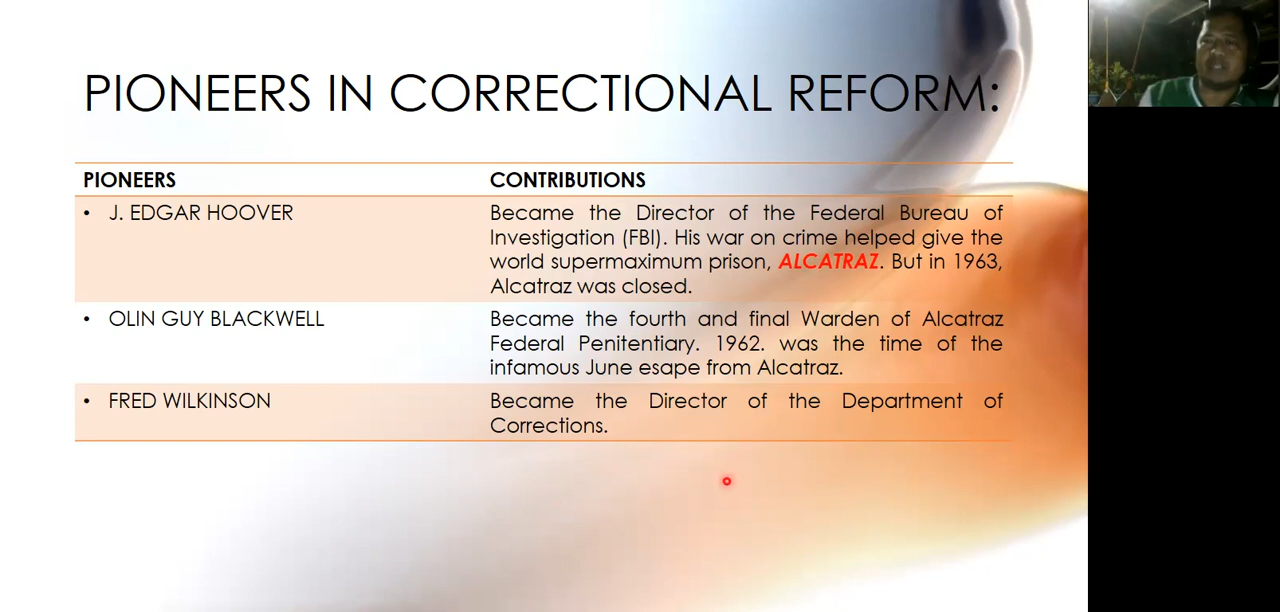 PIONEERS IN CORRECTIONAL REFORM:
PIONEERS
CONTRIBUTIONS
• J. EDGAR HOOVER
Became the Director of the Federal Bureau of
Investigation (FBI). His war on crime helped give the
world supermaximum prison, ALCATRAZ. But in 1963,
Alcatraz was closed.
• OLIN GUY BLACKWELL
Became the fourth and final Warden of Alcatraz
Federal Penitentiary. 1962. was the time of the
infamous June esape from Alcatraz.
• FRED WILKINSON
Became the Director of the Department of
Corrections.